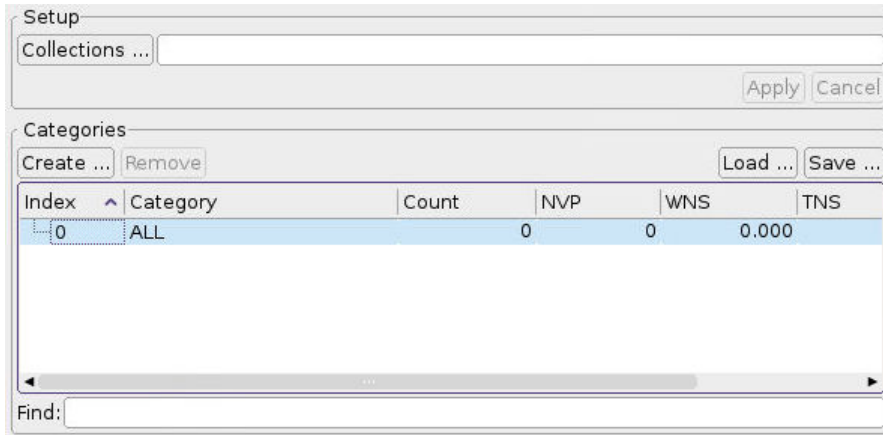 Setup
Collections ...
Apply Cancel
Categories
Create ... Remove Load ... Save ...
Index Category Count NVP WNS TNS
0 ALL 0 0 0.000
Find: